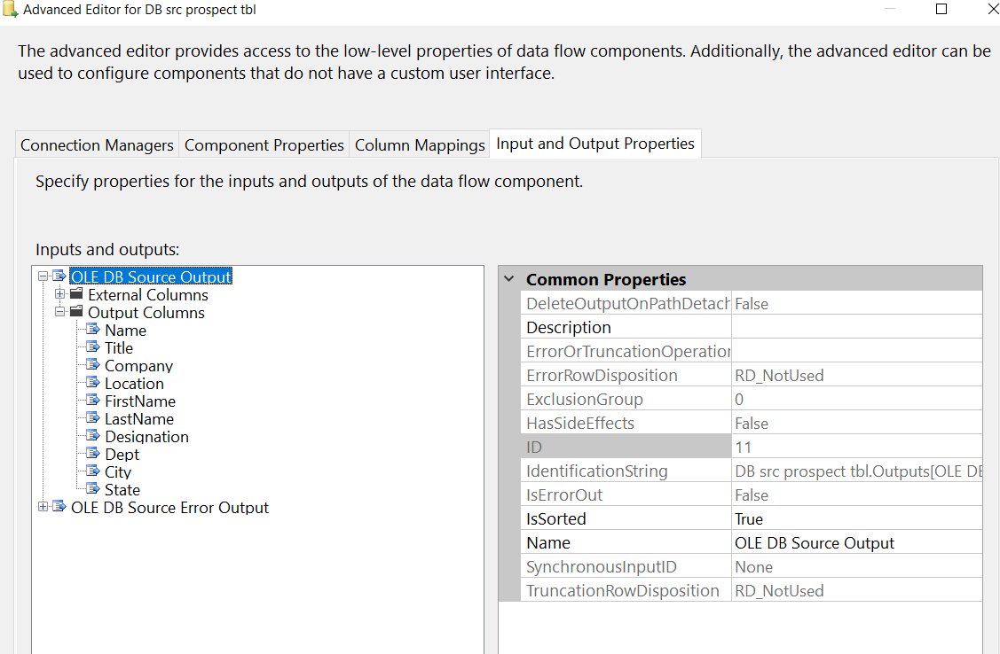 Advanced Editor for DB src prospect tbl
The advanced editor provides access to the low-level properties of data flow components. Additionally, the advanced editor can be
used to configure components that do not have a custom user interface.
Connection Managers Component Properties Column Mappings Input and Output Properties
Specify properties for the inputs and outputs of the data flow component.
Inputs and outputs:
OLE DB Source Output
External Columns
Output Columns
Name
Title
Company
Location
FirstName
LastName
Designation
Dept
City
State
OLE DB Source Error Output
Common Properties
DeleteOutputOnPathDetach False
Description
ErrorOrTruncationOperation
ErrorRowDisposition RD_NotUsed
ExclusionGroup 0
HasSideEffects False
ID 11
IdentificationString DB src prospect tbl.Outputs[OLE DB
IsErrorOut False
IsSorted True
Name OLE DB Source Output
SynchronousInputID None
TruncationRowDisposition RD_NotUsed